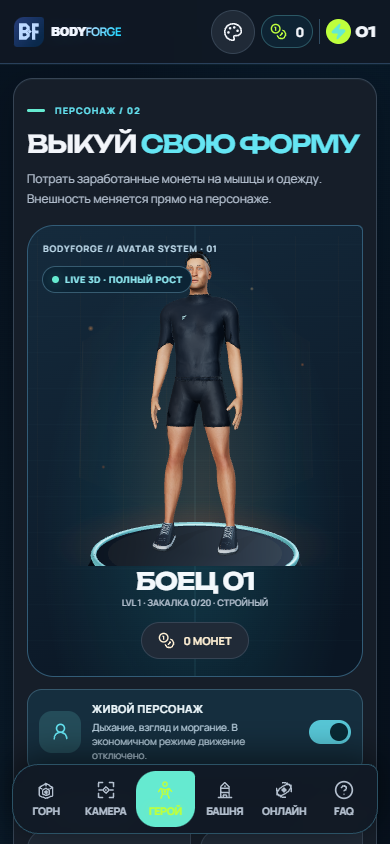 BF BODYFORGE 0 01
ПЕРСОНАЖ / 02
ВЫКУЙ СВОЮ ФОРМУ
Потрать заработанные монеты на мышцы и одежду.
Внешность меняется прямо на персонаже.
BODYFORGE // AVATAR SYSTEM · 01
LIVE 3D · ПОЛНЫЙ РОСТ
БОЕЦ 01
LVL 1 · ЗАКАЛКА 0/20 · СТРОЙНЫЙ
0 МОНЕТ
ЖИВОЙ ПЕРСОНАЖ
Дыхание, взгляд и моргание. В
экономичном режиме движение
отключено.
ГОРН КАМЕРА ГЕРОЙ БАШНЯ ОНЛАЙН FAQ